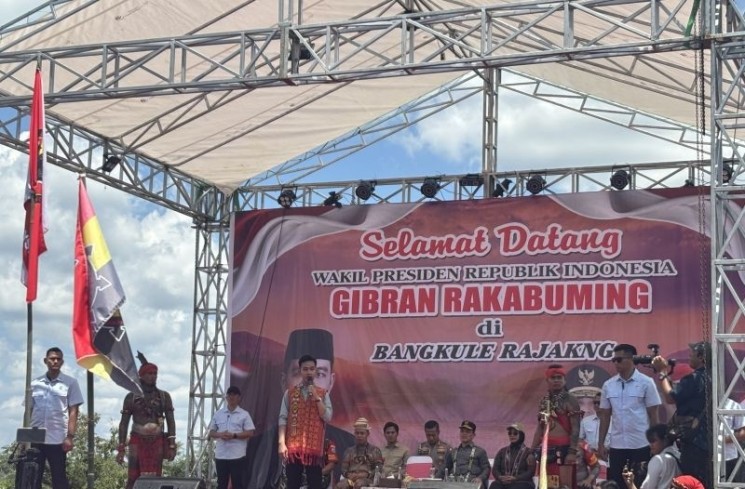 Selamat Datang
WAKIL PRESIDEN REPUBLIK INDONESIA
GIBRAN RAKABUMING
di
BANGKULE RAJAKNG